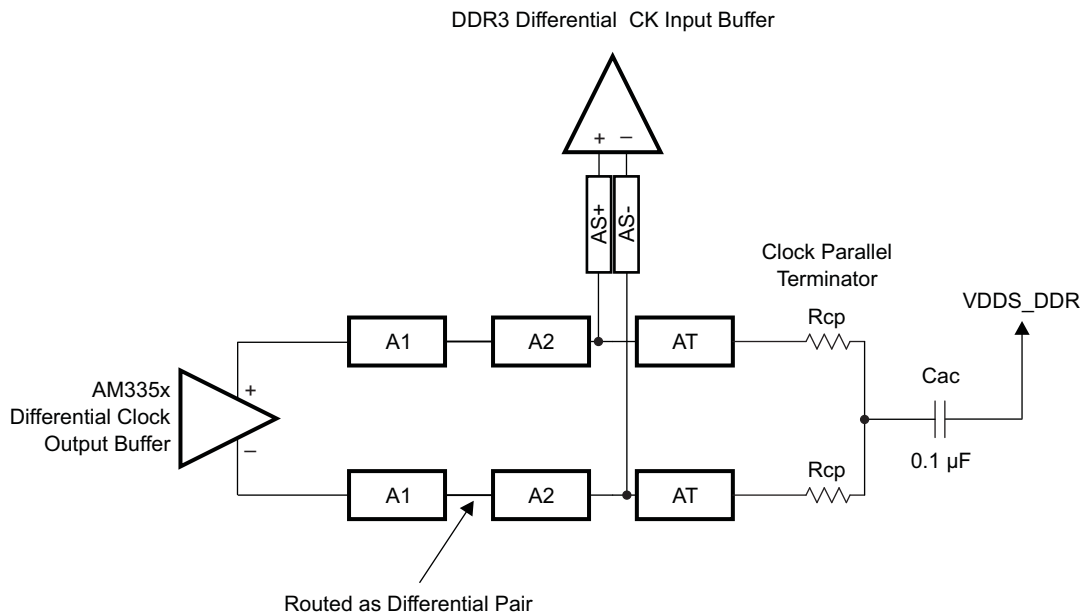 DDR3 Differential CK Input Buffer
+ −
AS+ AS-
Clock Parallel
Terminator
VDDS_DDR
Rcp
A1 A2 AT
Cac
0.1 µF
AM335x
Differential Clock
Output Buffer
+
−
Rcp
A1 A2 AT
Routed as Differential Pair